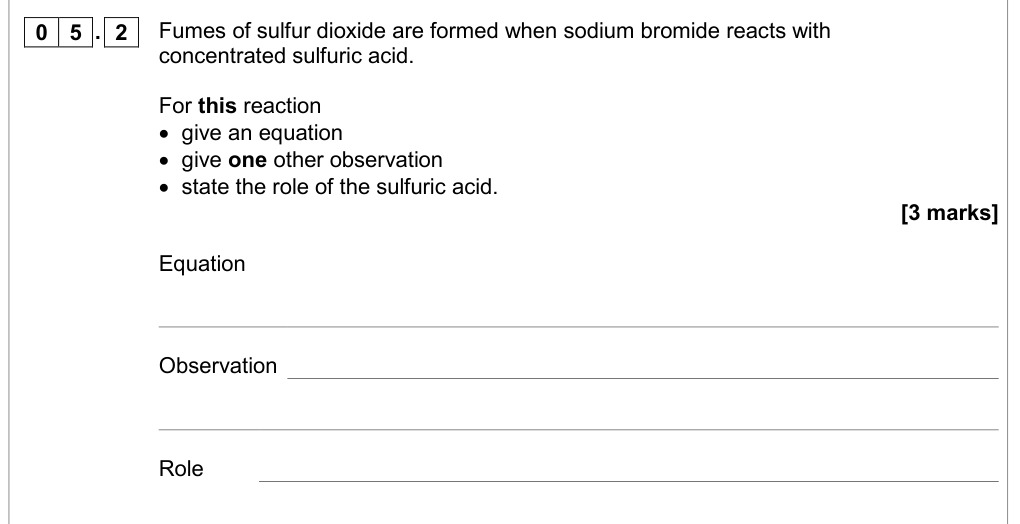 0 5 . 2 Fumes of sulfur dioxide are formed when sodium bromide reacts with
concentrated sulfuric acid.
For this reaction
• give an equation
• give one other observation
• state the role of the sulfuric acid.
[3 marks]
Equation
Observation
Role